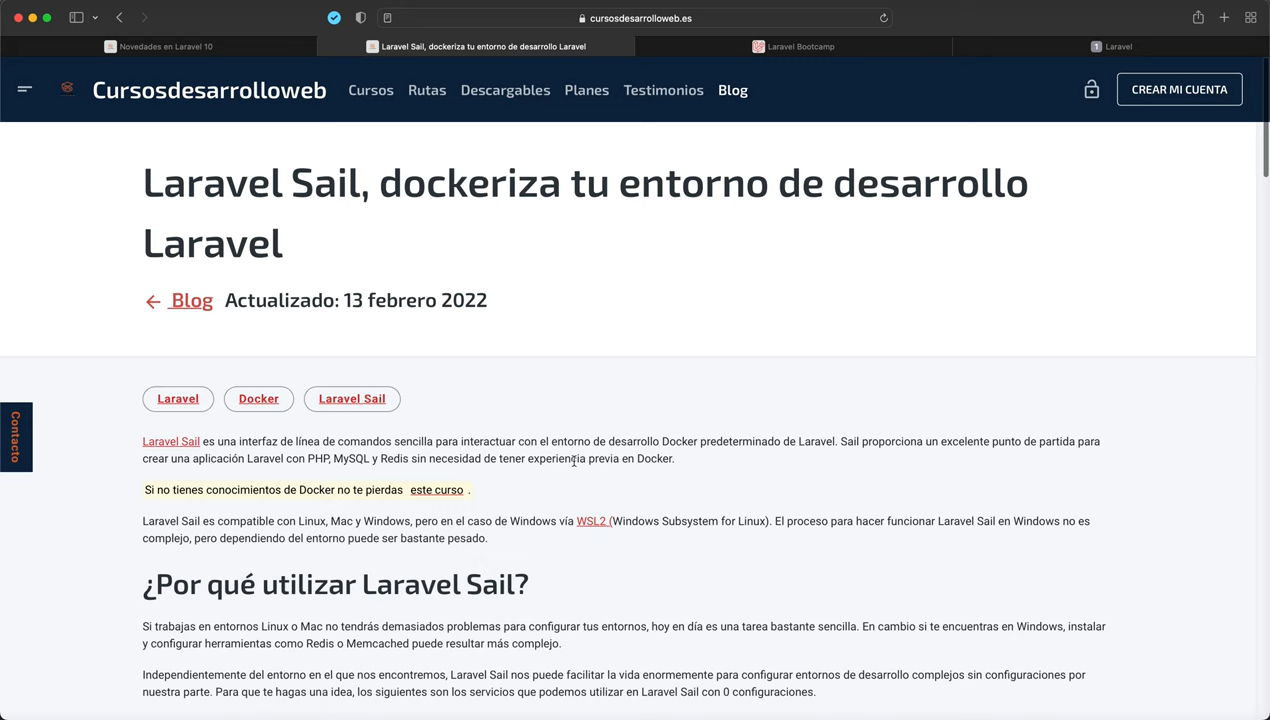 cursosdesarrolloweb.es
Novedades en Laravel 10
Laravel Sail, dockeriza tu entorno de desarrollo Laravel
Laravel Bootcamp
1 Laravel
Cursosdesarrolloweb Cursos Rutas Descargables Planes Testimonios Blog CREAR MI CUENTA
Laravel Sail, dockeriza tu entorno de desarrollo
Laravel
← Blog Actualizado: 13 febrero 2022
Contacto
Laravel Docker Laravel Sail
Laravel Sail es una interfaz de línea de comandos sencilla para interactuar con el entorno de desarrollo Docker predeterminado de Laravel. Sail proporciona un excelente punto de partida para
crear una aplicación Laravel con PHP, MySQL y Redis sin necesidad de tener experiencia previa en Docker.
Si no tienes conocimientos de Docker no te pierdas este curso .
Laravel Sail es compatible con Linux, Mac y Windows, pero en el caso de Windows vía WSL2 (Windows Subsystem for Linux). El proceso para hacer funcionar Laravel Sail en Windows no es
complejo, pero dependiendo del entorno puede ser bastante pesado.
¿Por qué utilizar Laravel Sail?
Si trabajas en entornos Linux o Mac no tendrás demasiados problemas para configurar tus entornos, hoy en día es una tarea bastante sencilla. En cambio si te encuentras en Windows, instalar
y configurar herramientas como Redis o Memcached puede resultar más complejo.
Independientemente del entorno en el que nos encontremos, Laravel Sail nos puede facilitar la vida enormemente para configurar entornos de desarrollo complejos sin configuraciones por
nuestra parte. Para que te hagas una idea, los siguientes son los servicios que podemos utilizar en Laravel Sail con 0 configuraciones.